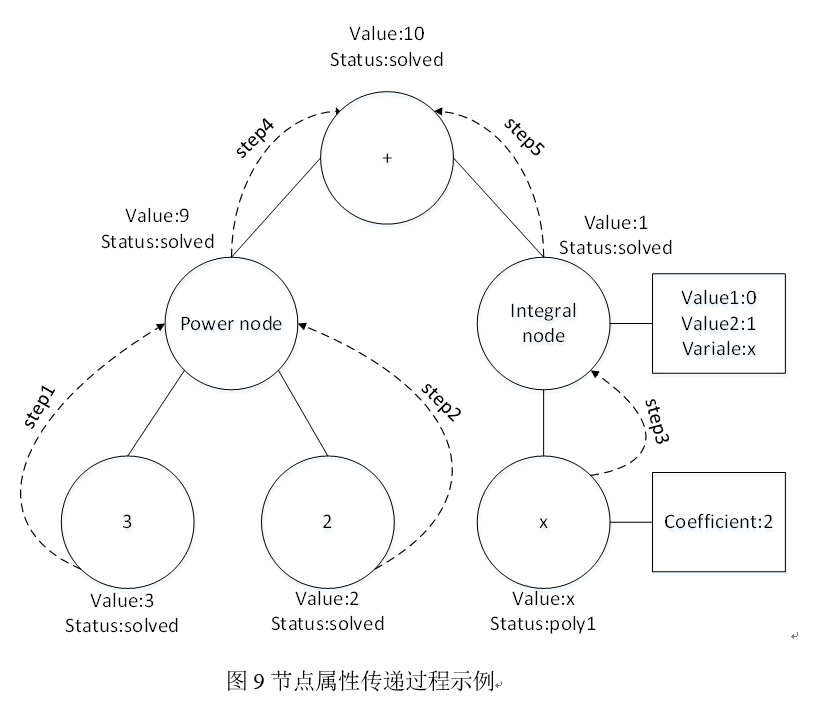 Value:10
Status:solved
step4
step5
+
Value:9
Status:solved
Value:1
Status:solved
Power node
Integral
node
Value1:0
Value2:1
Variale:x
step1
step2
step3
3
2
x
Coefficient:2
Value:3
Status:solved
Value:2
Status:solved
Value:x
Status:poly1
图 9 节点属性传递过程示例